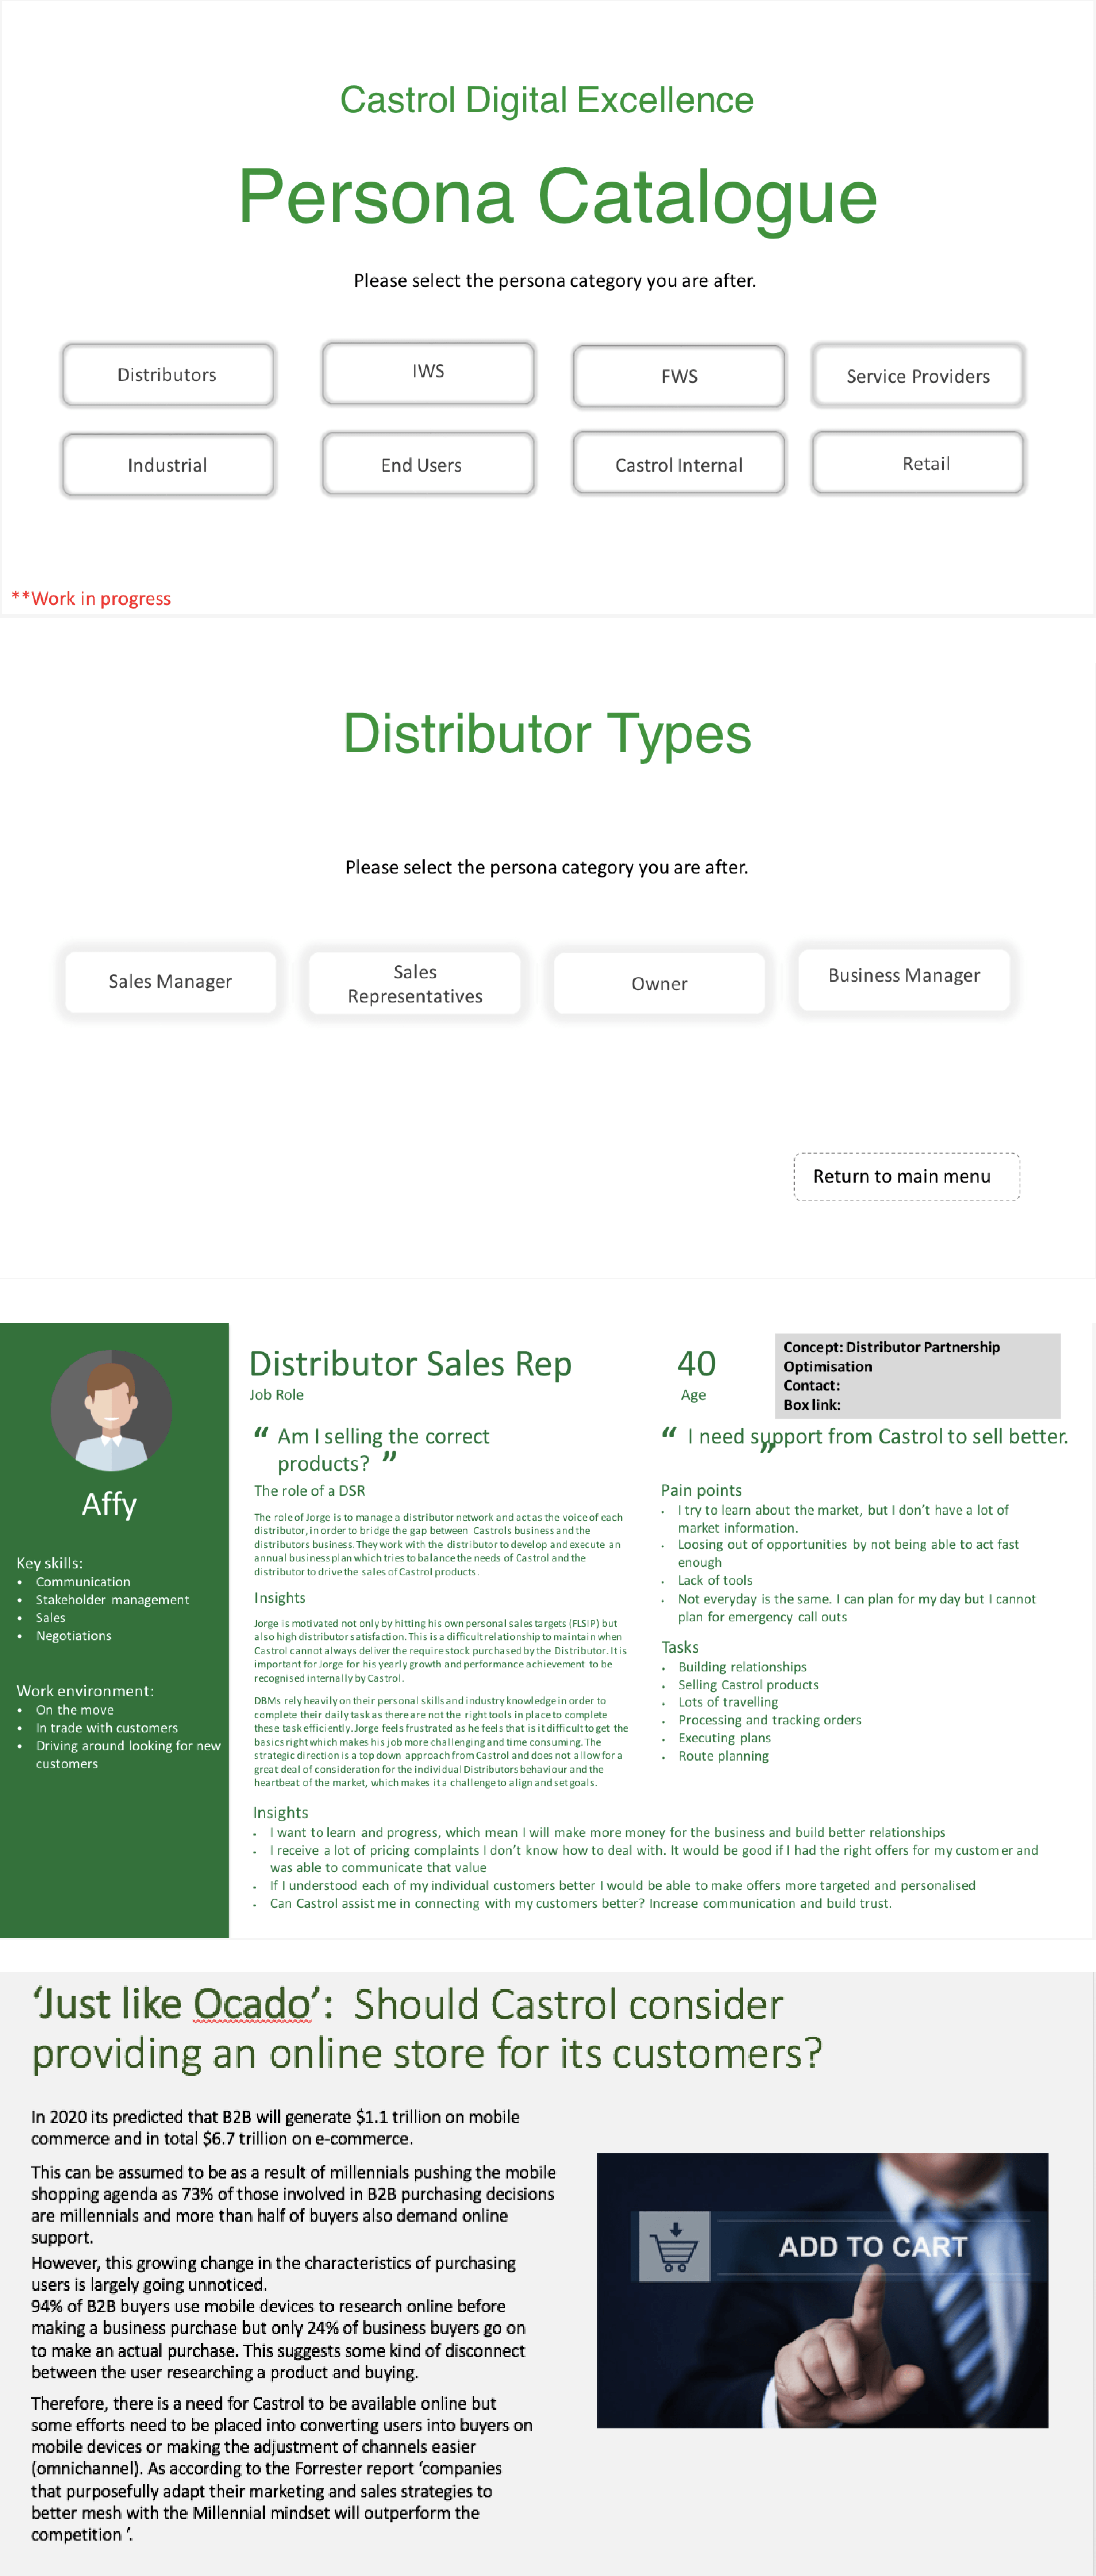 Castrol Digital Excellence
Persona Catalogue
Please select the persona category you are after.
Distributors
IWS
FWS
Service Providers
Industrial
End Users
Castrol Internal
Retail
**Work in progress
Distributor Types
Please select the persona category you are after.
Sales Manager
Sales
Representatives
Owner
Business Manager
Return to main menu
Affy
Key skills:
• Communication
• Stakeholder management
• Sales
• Negotiations
Work environment:
• On the move
• In trade with customers
• Driving around looking for new
customers
Distributor Sales Rep
Job Role
40
Age
Concept: Distributor Partnership
Optimisation
Contact:
Box link:
“ Am I selling the correct
products? ”
The role of a DSR
The role of Jorge is to manage a distributor network and act as the voice of each
distributor, in order to bridge the gap between Castrols business and the
distributors business. They work with the distributor to develop and execute an
annual business plan which tries to balance the needs of Castrol and the
distributor to drive the sales of Castrol products.
Insights
Jorge is motivated not only by hitting his own personal sales targets (FLSIP) but
also high distributor satisfaction. This is a difficult relationship to maintain when
Castrol cannot always deliver the require stock purchased by the Distributor. It is
important for Jorge for his yearly growth and performance achievement to be
recognised internally by Castrol.
DBMs rely heavily on their personal skills and industry knowledge in order to
complete their daily task as there are not the right tools in place to complete
these task efficiently. Jorge feels frustrated as he feels that is it difficult to get the
basics right which makes his job more challenging and time consuming. The
strategic direction is a top down approach from Castrol and does not allow for a
great deal of consideration for the individual Distributors behaviour and the
heartbeat of the market, which makes it a challenge to align and set goals.
“ I need support from Castrol to sell better.
”
Pain points
• I try to learn about the market, but I don’t have a lot of
market information.
• Loosing out of opportunities by not being able to act fast
enough
• Lack of tools
• Not everyday is the same. I can plan for my day but I cannot
plan for emergency call outs
Tasks
• Building relationships
• Selling Castrol products
• Lots of travelling
• Processing and tracking orders
• Executing plans
• Route planning
Insights
• I want to learn and progress, which mean I will make more money for the business and build better relationships
• I receive a lot of pricing complaints I don’t know how to deal with. It would be good if I had the right offers for my customer and
was able to communicate that value
• If I understood each of my individual customers better I would be able to make offers more targeted and personalised
• Can Castrol assist me in connecting with my customers better? Increase communication and build trust.
‘Just like Ocado’: Should Castrol consider
providing an online store for its customers?
In 2020 its predicted that B2B will generate $1.1 trillion on mobile
commerce and in total $6.7 trillion on e-commerce.
This can be assumed to be as a result of millennials pushing the mobile
shopping agenda as 73% of those involved in B2B purchasing decisions
are millennials and more than half of buyers also demand online
support.
However, this growing change in the characteristics of purchasing
users is largely going unnoticed.
94% of B2B buyers use mobile devices to research online before
making a business purchase but only 24% of business buyers go on
to make an actual purchase. This suggests some kind of disconnect
between the user researching a product and buying.
Therefore, there is a need for Castrol to be available online but
some efforts need to be placed into converting users into buyers on
mobile devices or making the adjustment of channels easier
(omnichannel). As according to the Forrester report ‘companies
that purposefully adapt their marketing and sales strategies to
better mesh with the Millennial mindset will outperform the
competition ‘.
ADD TO CART